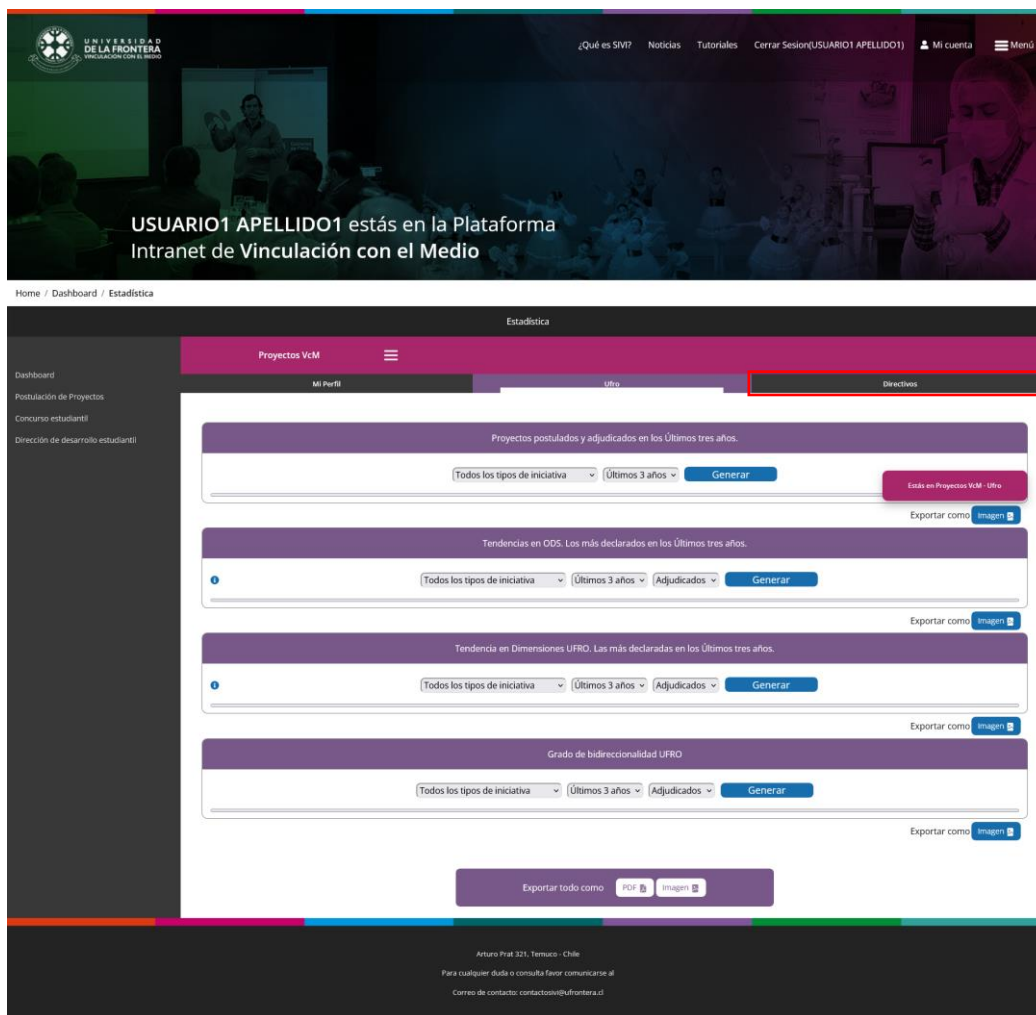 UNIVERSIDAD
DE LA FRONTERA
VINCULACIÓN CON EL MEDIO
¿Qué es SIVI? Noticias Tutoriales Cerrar Sesion(USUARIO1 APELLIDO1) Mi cuenta Menú
USUARIO1 APELLIDO1 estás en la Plataforma
Intranet de Vinculación con el Medio
Home / Dashboard / Estadística
Estadística
Proyectos VcM
Mi Perfil Ufro Directivos
Dashboard
Postulación de Proyectos
Concurso estudiantil
Dirección de desarrollo estudiantil
Proyectos postulados y adjudicados en los Últimos tres años.
Todos los tipos de iniciativa Últimos 3 años Generar
Estás en Proyectos VcM - Ufro
Exportar como Imagen
Tendencias en ODS. Los más declarados en los Últimos tres años.
Todos los tipos de iniciativa Últimos 3 años Adjudicados Generar
Exportar como Imagen
Tendencia en Dimensiones UFRO. Las más declaradas en los Últimos tres años.
Todos los tipos de iniciativa Últimos 3 años Adjudicados Generar
Exportar como Imagen
Grado de bidireccionalidad UFRO
Todos los tipos de iniciativa Últimos 3 años Adjudicados Generar
Exportar como Imagen
Exportar todo como PDF Imagen
Arturo Prat 321, Temuco - Chile
Para cualquier duda o consulta favor comunicarse al
Correo de contacto: contactosivi@ufrontera.cl